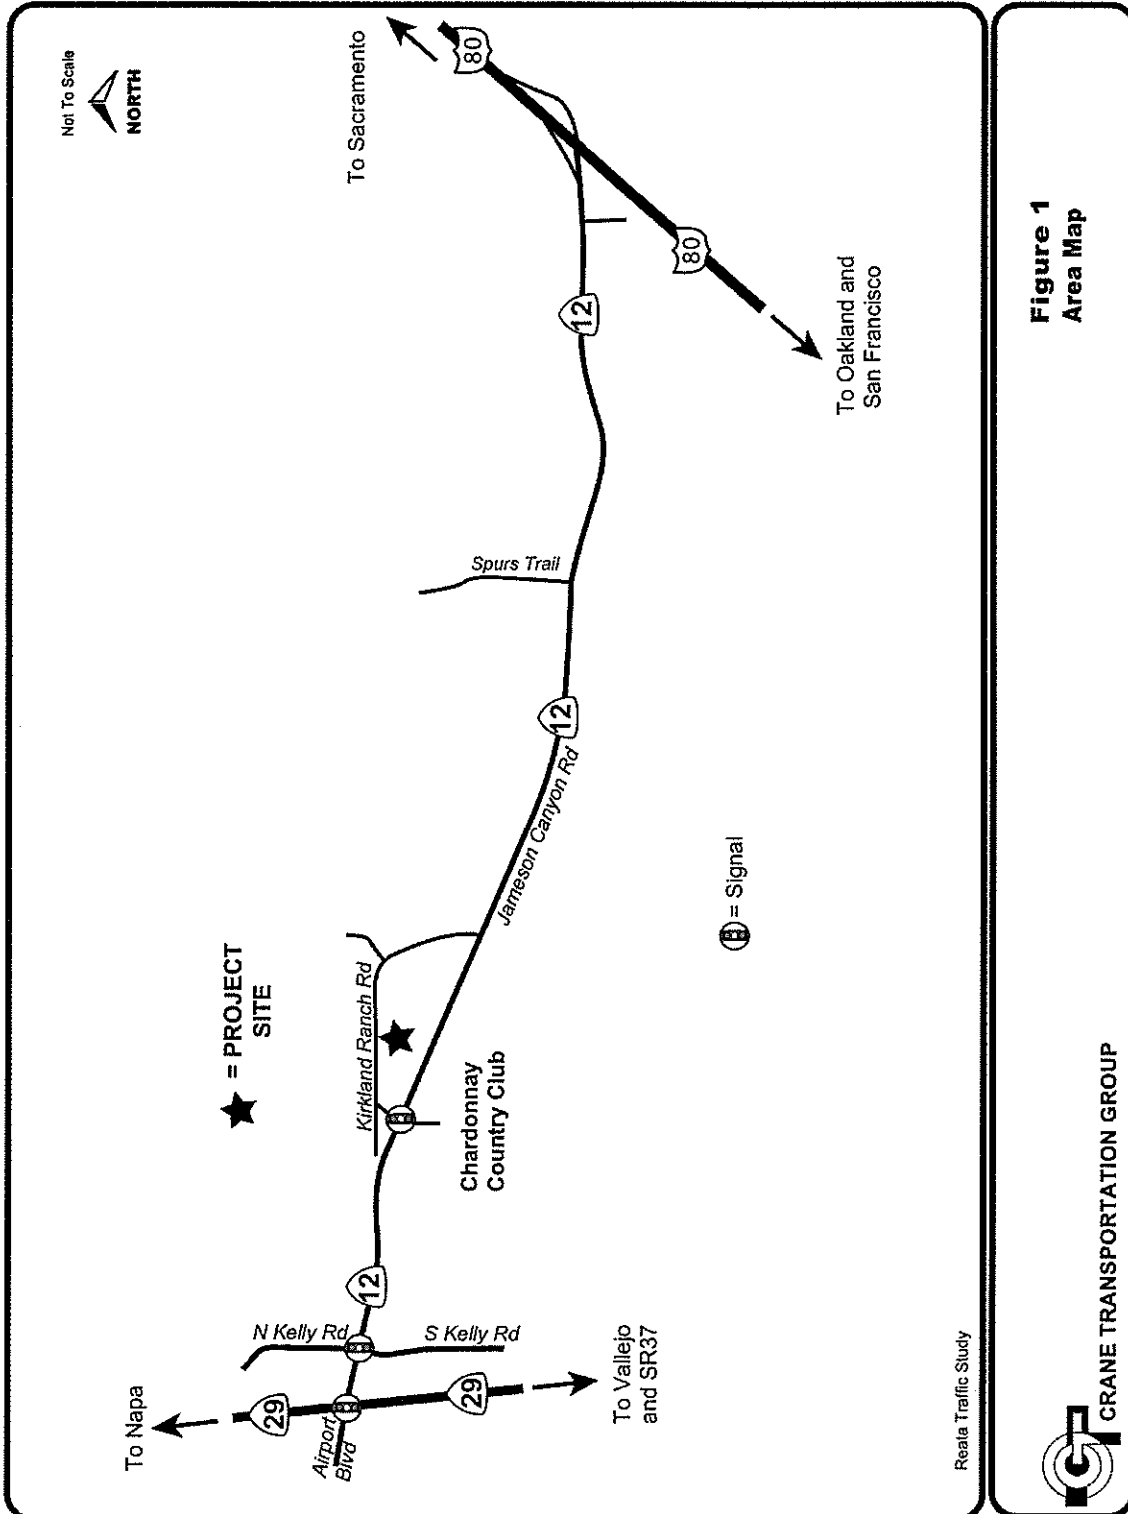 Not To Scale
NORTH
To Napa
29
Airport
Blvd
N Kelly Rd
S Kelly Rd
29
To Vallejo
and SR37
12
= PROJECT
SITE
Kirkland Ranch Rd
Chardonnay
Country Club
Jameson Canyon Rd
12
= Signal
Spurs Trail
12
To Sacramento
80
80
To Oakland and
San Francisco
Reata Traffic Study
CRANE TRANSPORTATION GROUP
Figure 1
Area Map